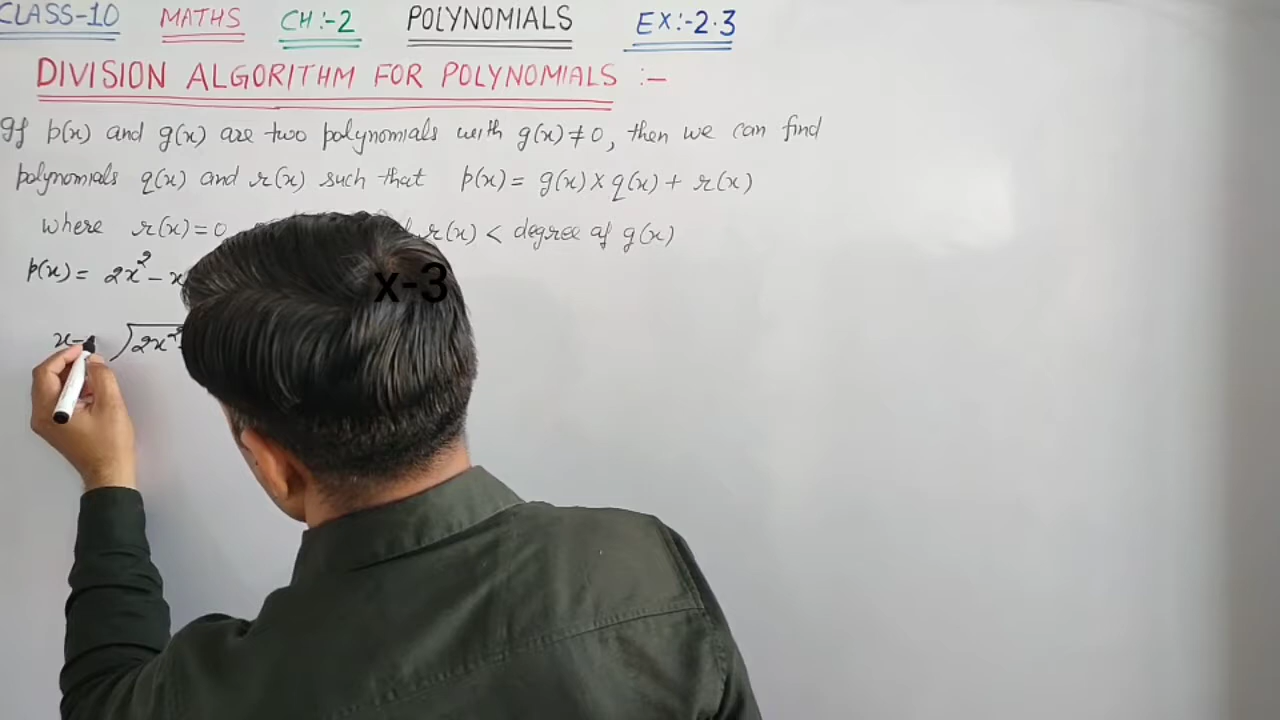 CLASS-10 MATHS CH:-2 POLYNOMIALS EX:-2.3
DIVISION ALGORITHM FOR POLYNOMIALS :-
If p(x) and g(x) are two polynomials with g(x) ≠ 0, then we can find
polynomials q(x) and r(x) such that p(x) = g(x) × q(x) + r(x)
where r(x) = 0 r(x) < degree of g(x)
p(x) = 2x² - x
x-3
x- 2x²